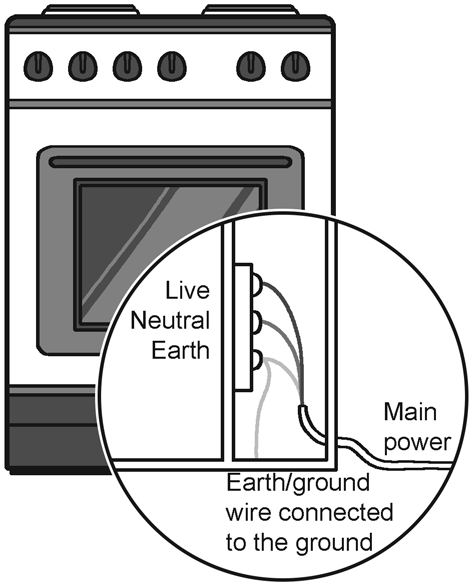 Live
Neutral
Earth
Main
power
Earth/ground
wire connected
to the ground